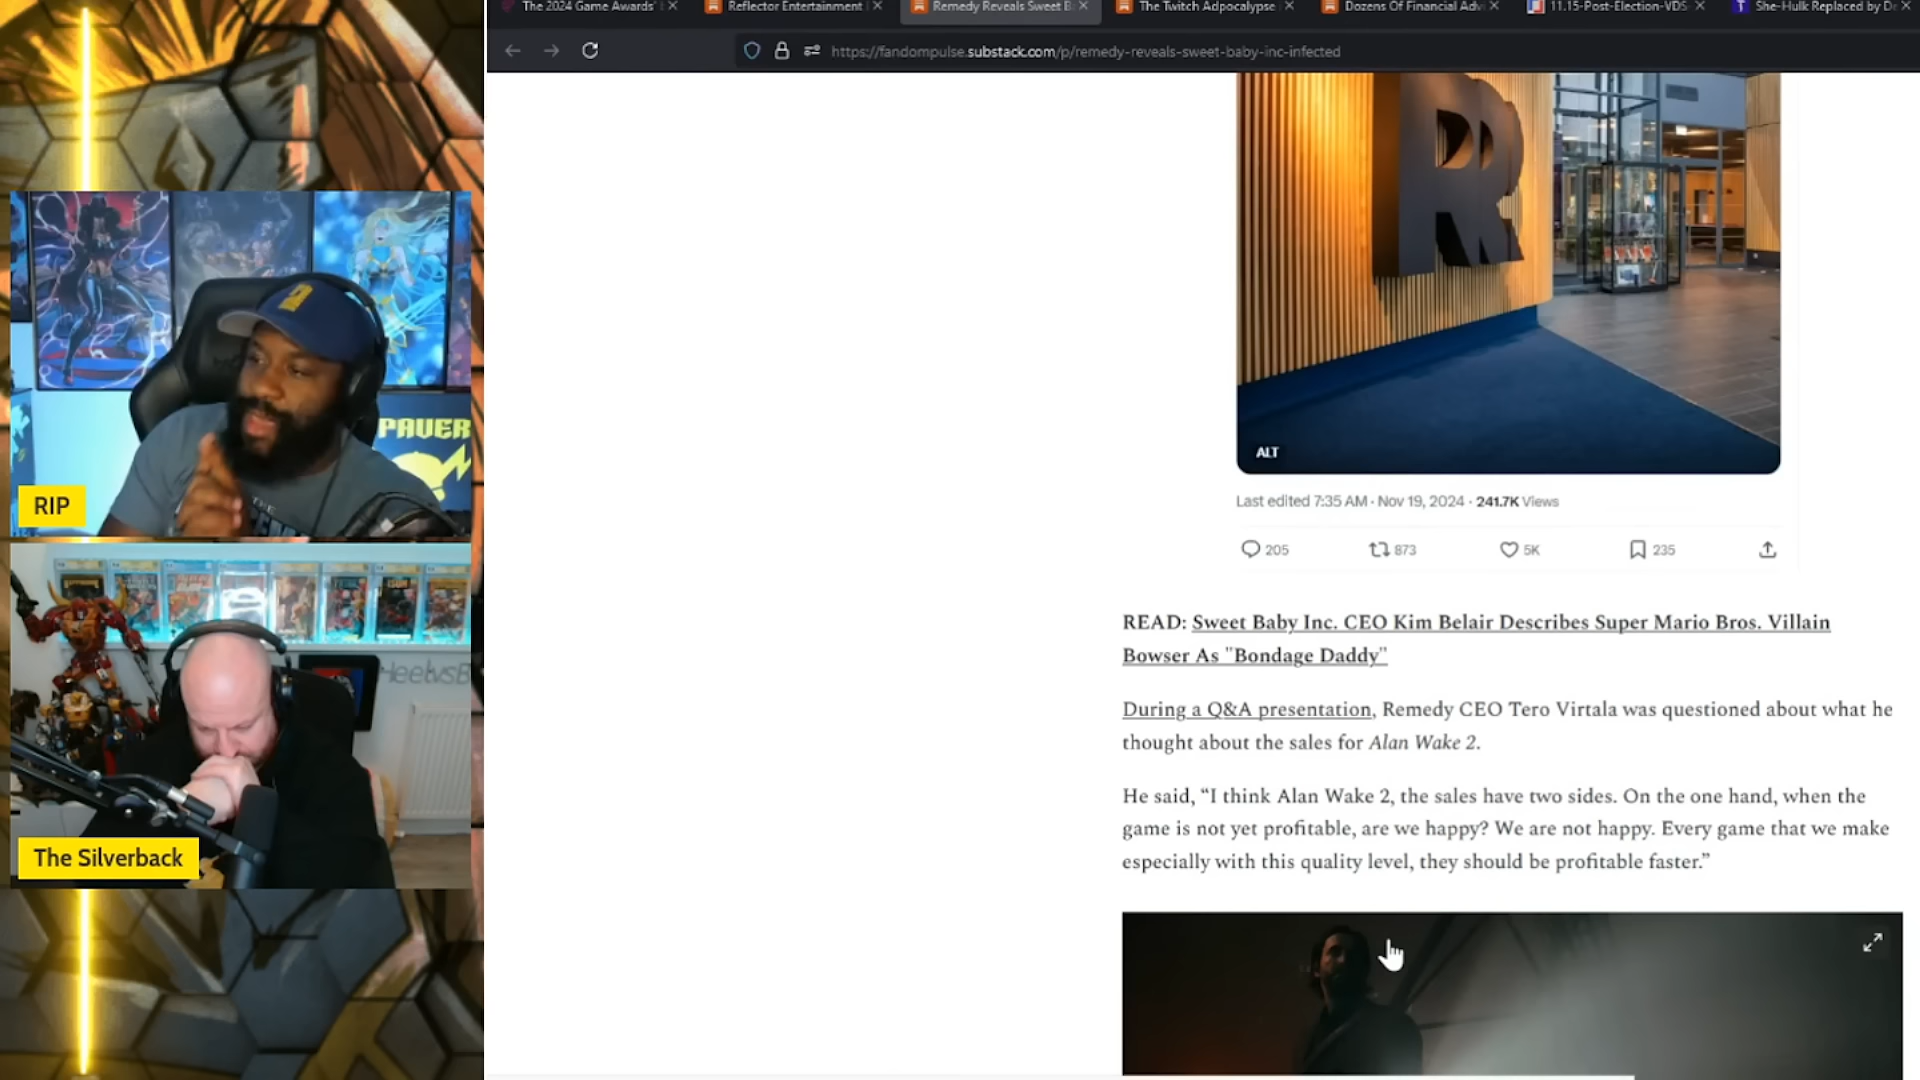 The 2024 Game Awards'
Reflector Entertainment
Remedy Reveals Sweet B
The Twitch Adpocalypse
Dozens Of Financial Adv
11.15-Post-Election-VDS
She-Hulk Replaced by D
https://fandompulse.substack.com/p/remedy-reveals-sweet-baby-inc-infected
RR
ALT
Last edited 7:35 AM · Nov 19, 2024 · 241.7K Views
205 873 5K 235
READ: Sweet Baby Inc. CEO Kim Belair Describes Super Mario Bros. Villain
Bowser As "Bondage Daddy"
During a Q&A presentation, Remedy CEO Tero Virtala was questioned about what he
thought about the sales for Alan Wake 2.
He said, “I think Alan Wake 2, the sales have two sides. On the one hand, when the
game is not yet profitable, are we happy? We are not happy. Every game that we make
especially with this quality level, they should be profitable faster.”
PAVER
RIP
HeelvsB
The Silverback